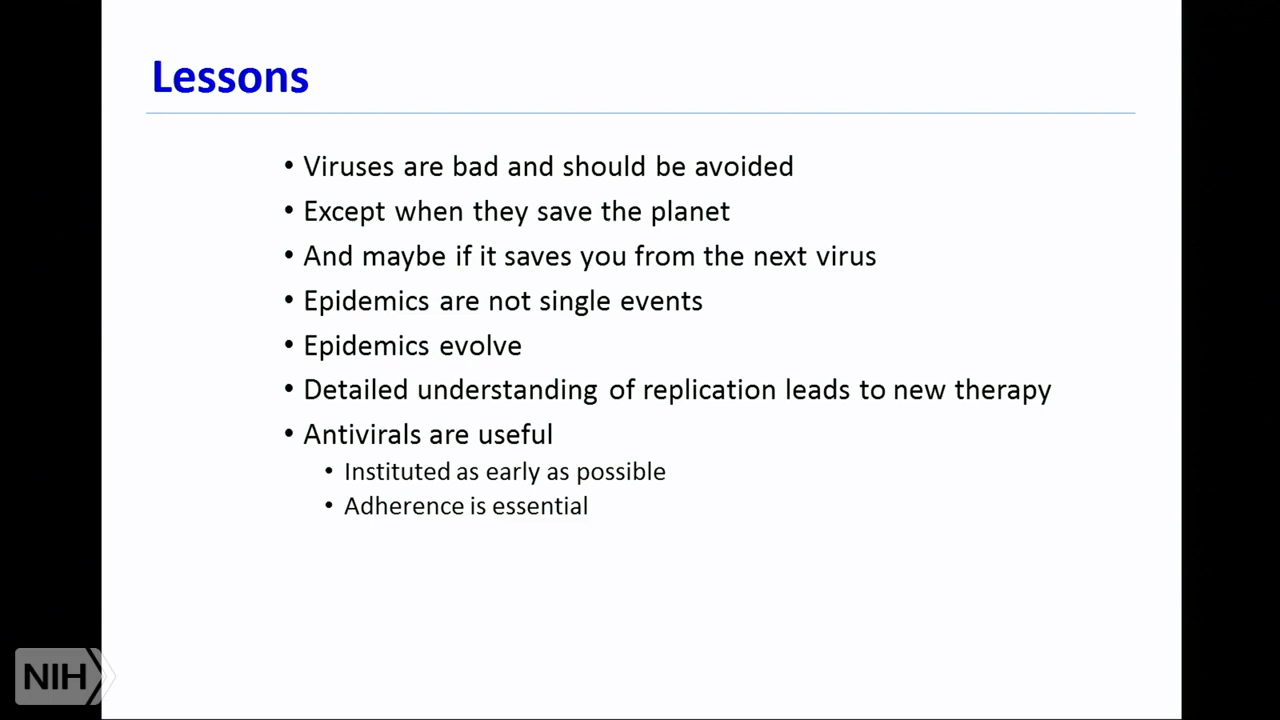 Lessons
• Viruses are bad and should be avoided
• Except when they save the planet
• And maybe if it saves you from the next virus
• Epidemics are not single events
• Epidemics evolve
• Detailed understanding of replication leads to new therapy
• Antivirals are useful
• Instituted as early as possible
• Adherence is essential
NIH